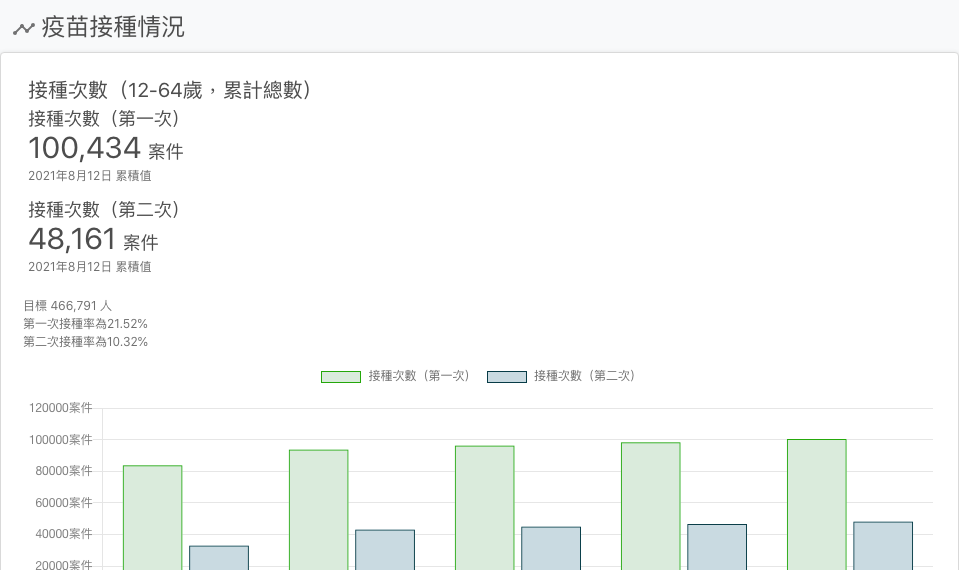 疫苗接種情況
接種次數（12-64歲，累計總數）
接種次數（第一次）
100,434 案件
2021年8月12日 累積值
接種次數（第二次）
48,161 案件
2021年8月12日 累積值
目標 466,791 人
第一次接種率為21.52%
第二次接種率為10.32%
接種次數（第一次） 接種次數（第二次）
120000案件
100000案件
80000案件
60000案件
40000案件
20000案件